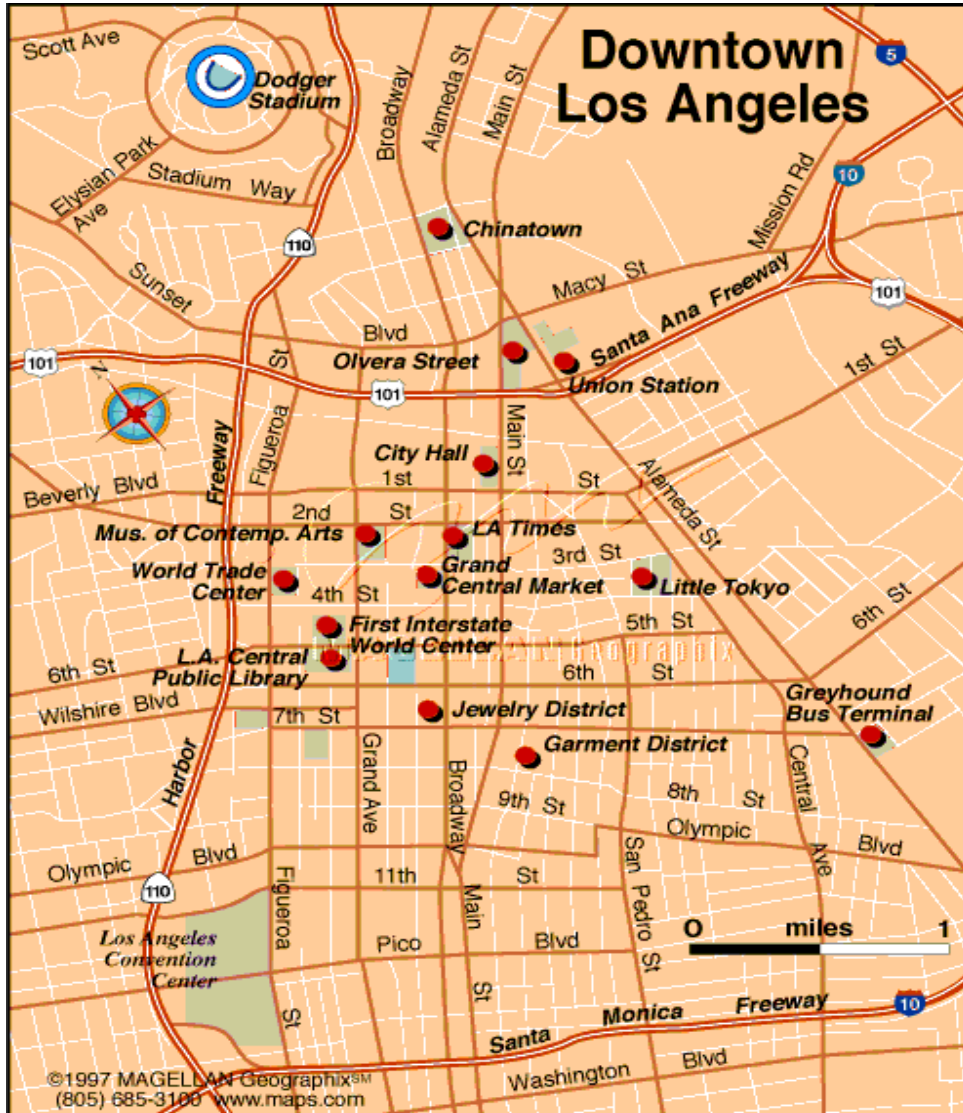 Downtown
Los Angeles
Scott Ave
Dodger
Stadium
Broadway
Alameda St
Main St
5
10
Elysian Park
Ave
Stadium Way
Mission Rd
110
Chinatown
Sunset
Blvd
Macy St
Santa Ana Freeway
101
101
Olvera Street
Union Station
1st St
N
101
Figueroa St
Freeway
City Hall
Main St
Beverly Blvd
1st St
Alameda St
2nd St
Mus. of Contemp. Arts
LA Times
3rd St
World Trade
Center
4th St
Grand
Central Market
Little Tokyo
6th St
First Interstate
World Center
5th St
Geographix
6th St
L.A. Central
Public Library
6th St
Wilshire Blvd
7th St
Jewelry District
Greyhound
Bus Terminal
Garment District
Harbor
Grand Ave
Broadway
9th St
8th St
Central
Ave
Olympic Blvd
Olympic Blvd
110
Figueroa
St
11th St
Main
St
San Pedro St
0 miles 1
Los Angeles
Convention
Center
Pico Blvd
Santa Monica Freeway
10
Washington Blvd
©1997 MAGELLAN Geographix SM
(805) 685-3100 www.maps.com